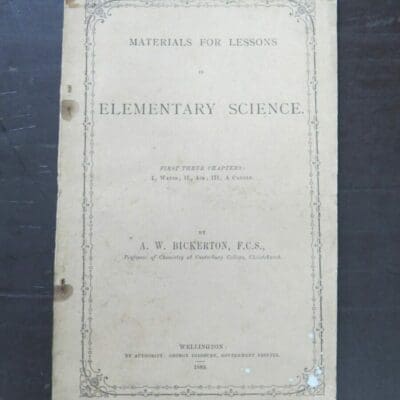 MATERIALS FOR LESSONS
IN
ELEMENTARY SCIENCE.
FIRST THREE CHAPTERS:
I., WATER; II., AIR; III., A CANDLE.
BY
A. W. BICKERTON, F.C.S.,
Professor of Chemistry at Canterbury College, Christchurch.
WELLINGTON:
BY AUTHORITY: GEORGE DIDSBURY, GOVERNMENT PRINTER.